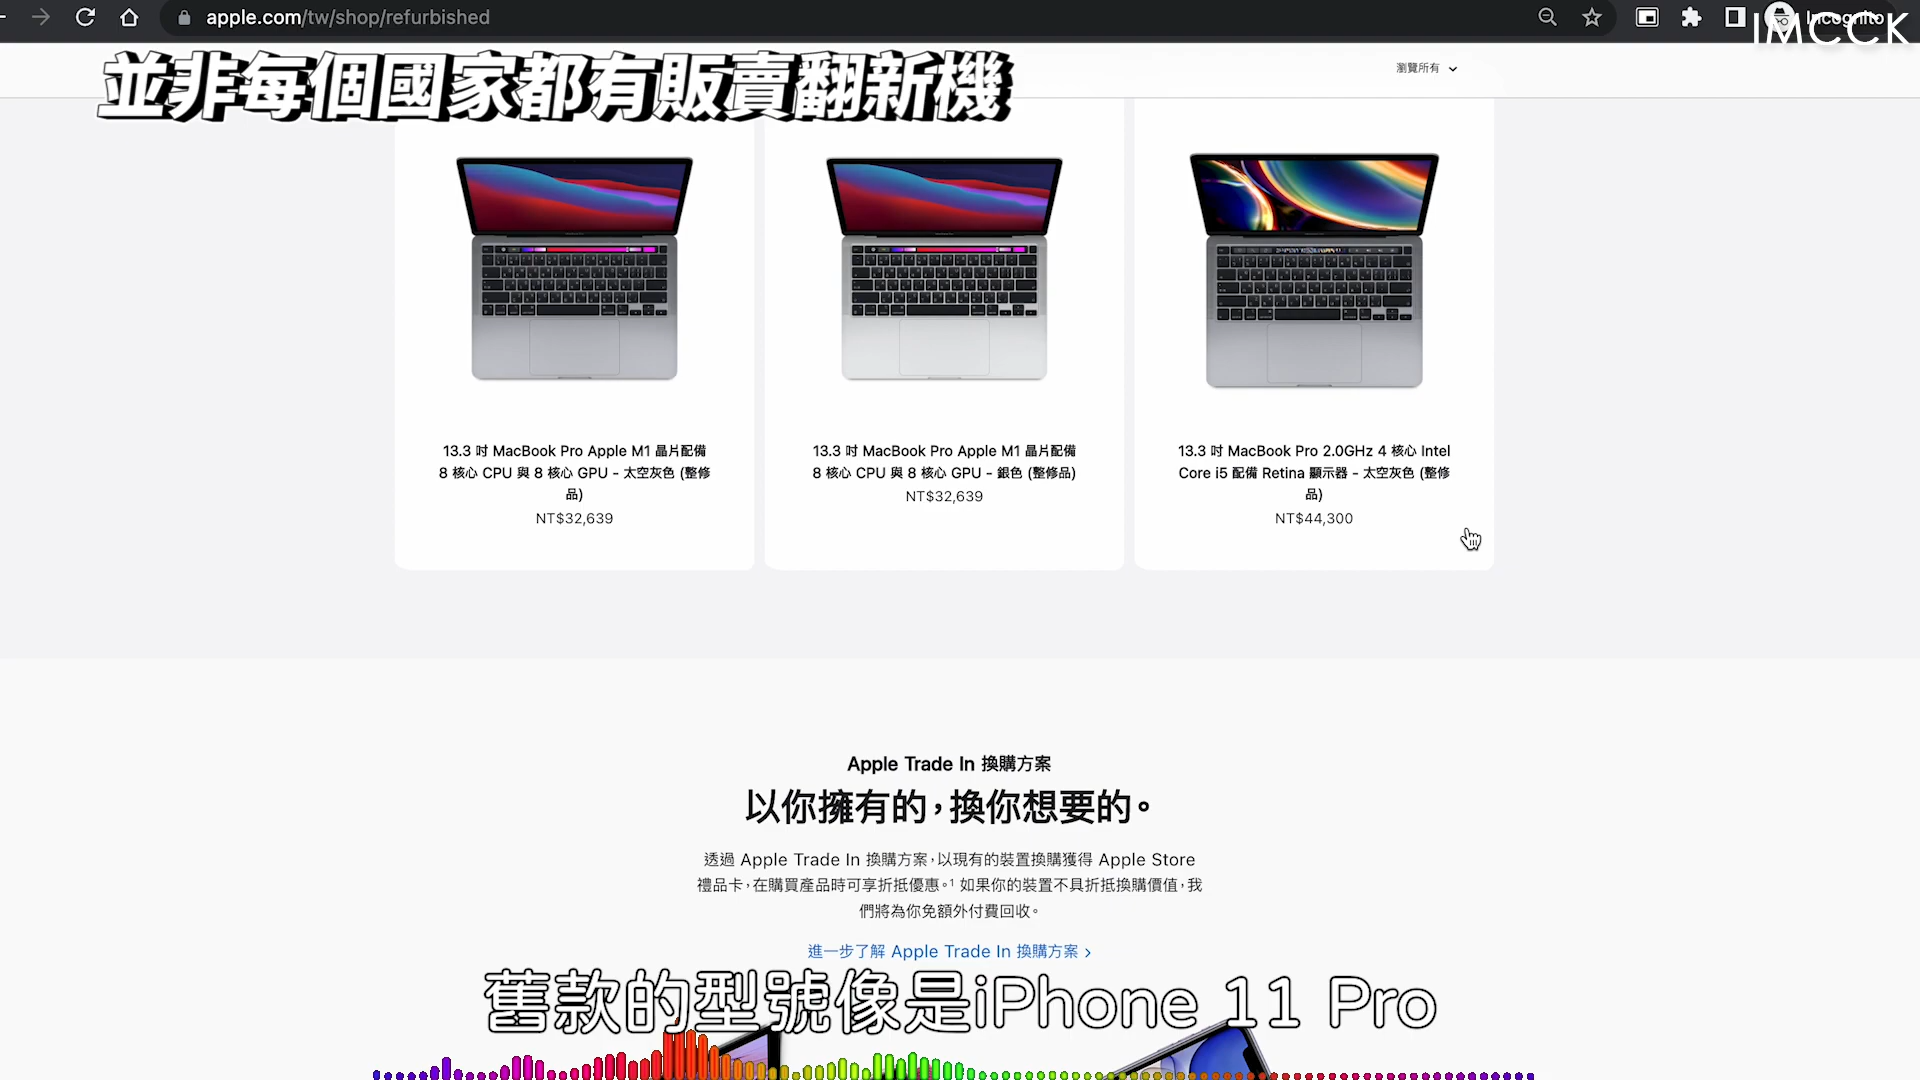 apple.com/tw/shop/refurbished
Incognito
IMCCK
並非每個國家都有販賣翻新機
瀏覽所有
13.3 吋 MacBook Pro Apple M1 晶片配備
8 核心 CPU 與 8 核心 GPU - 太空灰色 (整修
品)
NT$32,639
13.3 吋 MacBook Pro Apple M1 晶片配備
8 核心 CPU 與 8 核心 GPU - 銀色 (整修品)
NT$32,639
13.3 吋 MacBook Pro 2.0GHz 4 核心 Intel
Core i5 配備 Retina 顯示器 - 太空灰色 (整修
品)
NT$44,300
Apple Trade In 換購方案
以你擁有的，換你想要的。
透過 Apple Trade In 換購方案，以現有的裝置換購獲得 Apple Store
禮品卡，在購買產品時可享折抵優惠。¹ 如果你的裝置不具折抵換購價值，我
們將為你免額外付費回收。
進一步了解 Apple Trade In 換購方案 >
舊款的型號像是iPhone 11 Pro